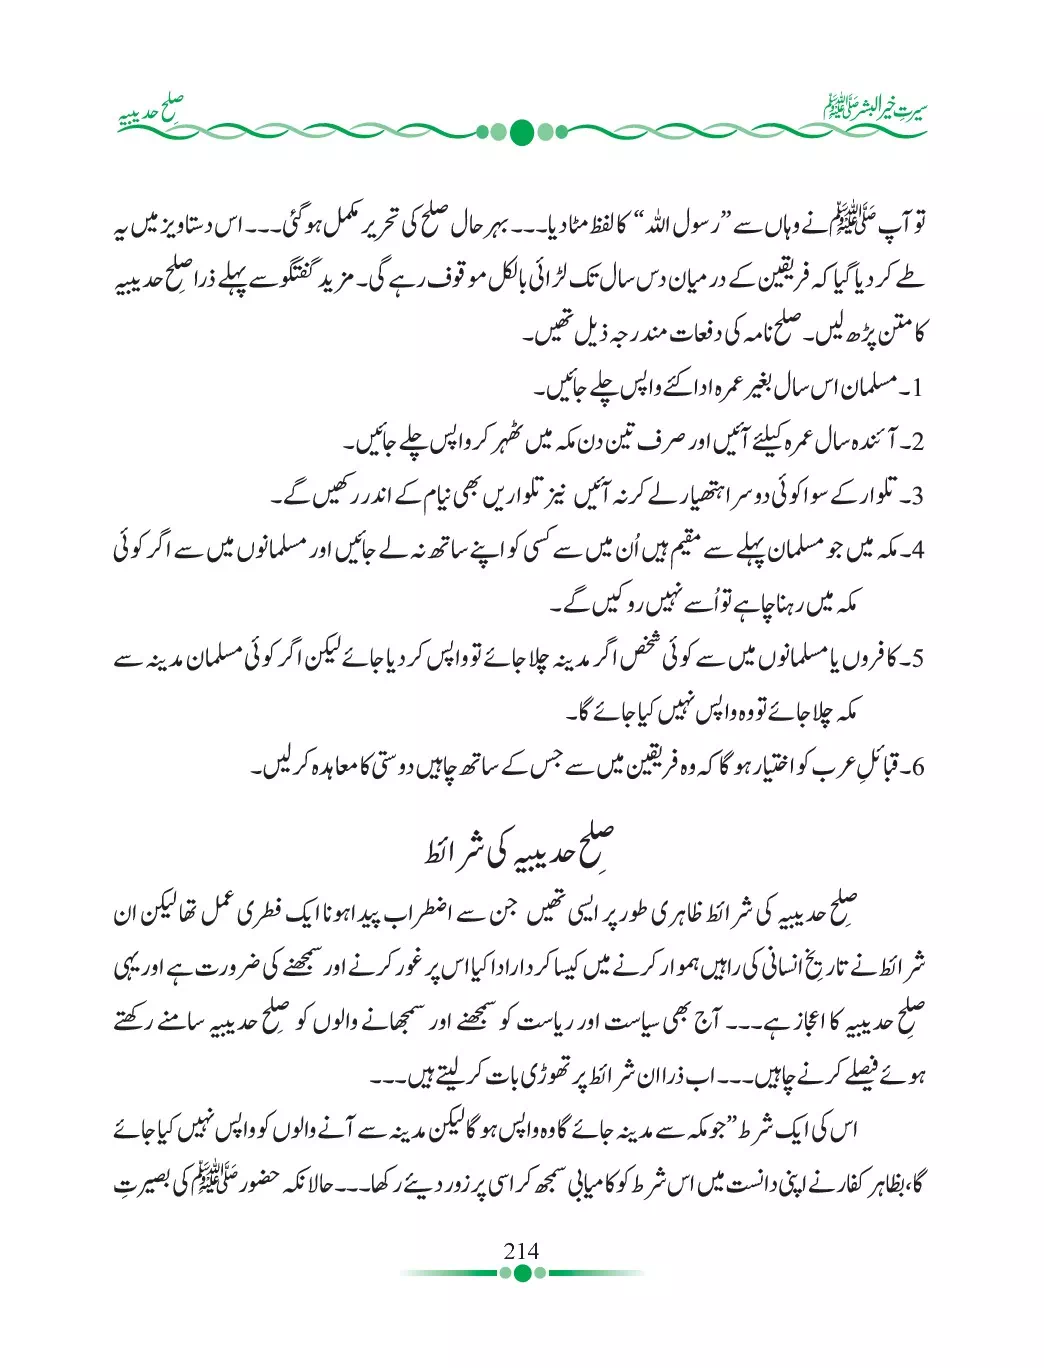 سیرتِ خیر البشر ﷺ
صلح حدیبیہ
تو آپ ﷺ نے وہاں سے ”رسول اللہ“ کا لفظ مٹا دیا۔۔۔ بہر حال صلح کی تحریر مکمل ہوگئی۔۔۔ اس دستاویز میں یہ
طے کر دیا گیا کہ فریقین کے درمیان دس سال تک لڑائی بالکل موقوف رہے گی۔ مزید گفتگو سے پہلے ذرا صلح حدیبیہ
کا متن پڑھ لیں۔ صلح نامہ کی دفعات مندرجہ ذیل تھیں۔
1۔ مسلمان اس سال بغیر عمرہ ادا کئے واپس چلے جائیں۔
2۔ آئندہ سال عمرہ کیلئے آئیں اور صرف تین دن مکہ میں ٹھہر کر واپس چلے جائیں۔
3۔ تلوار کے سوا کوئی دوسرا ہتھیار لے کر نہ آئیں نیز تلواریں بھی نیام کے اندر رکھیں گے۔
4۔ مکہ میں جو مسلمان پہلے سے مقیم ہیں اُن میں سے کسی کو اپنے ساتھ نہ لے جائیں اور مسلمانوں میں سے اگر کوئی
مکہ میں رہنا چاہے تو اُسے نہیں روکیں گے۔
5۔ کافروں یا مسلمانوں میں سے کوئی شخص اگر مدینہ چلا جائے تو واپس کر دیا جائے لیکن اگر کوئی مسلمان مدینہ سے
مکہ چلا جائے تو وہ واپس نہیں کیا جائے گا۔
6۔ قبائلِ عرب کو اختیار ہو گا کہ وہ فریقین میں سے جس کے ساتھ چاہیں دوستی کا معاہدہ کر لیں۔
صِلح حدیبیہ کی شرائط
صِلح حدیبیہ کی شرائط ظاہری طور پر ایسی تھیں جن سے اضطراب پیدا ہونا ایک فطری عمل تھا لیکن ان
شرائط نے تاریخِ انسانی کی راہیں ہموار کرنے میں کیسا کردار ادا کیا اس پر غور کرنے اور سمجھنے کی ضرورت ہے اور یہی
صِلح حدیبیہ کا اعجاز ہے۔۔۔ آج بھی سیاست اور ریاست کو سمجھنے اور سمجھانے والوں کو صِلح حدیبیہ سامنے رکھتے
ہوئے فیصلے کرنے چاہیں۔۔۔ اب ذرا ان شرائط پر تھوڑی بات کر لیتے ہیں۔۔۔
اس کی ایک شرط ”جو مکہ سے مدینہ جائے گا وہ واپس ہو گا لیکن مدینہ سے آنے والوں کو واپس نہیں کیا جائے
گا، بظاہر کفار نے اپنی دانست میں اس شرط کو کامیابی سمجھ کر اسی پر زور دیئے رکھا۔۔۔ حالانکہ حضور ﷺ کی بصیرتِ
214